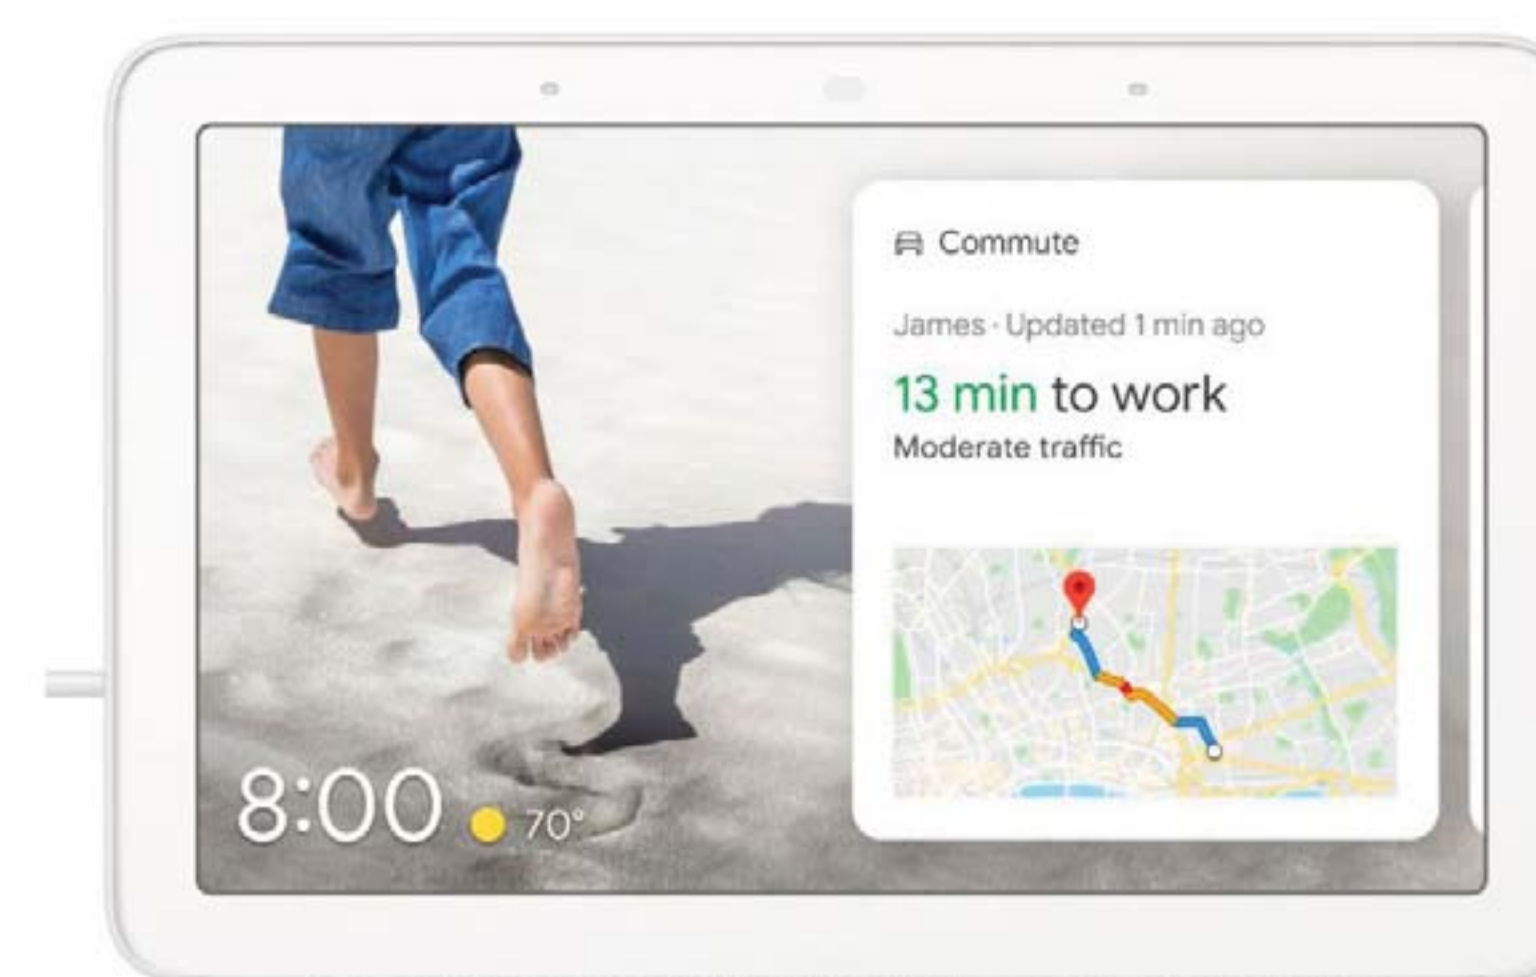 Commute
James · Updated 1 min ago
13 min to work
Moderate traffic
8:00 70°